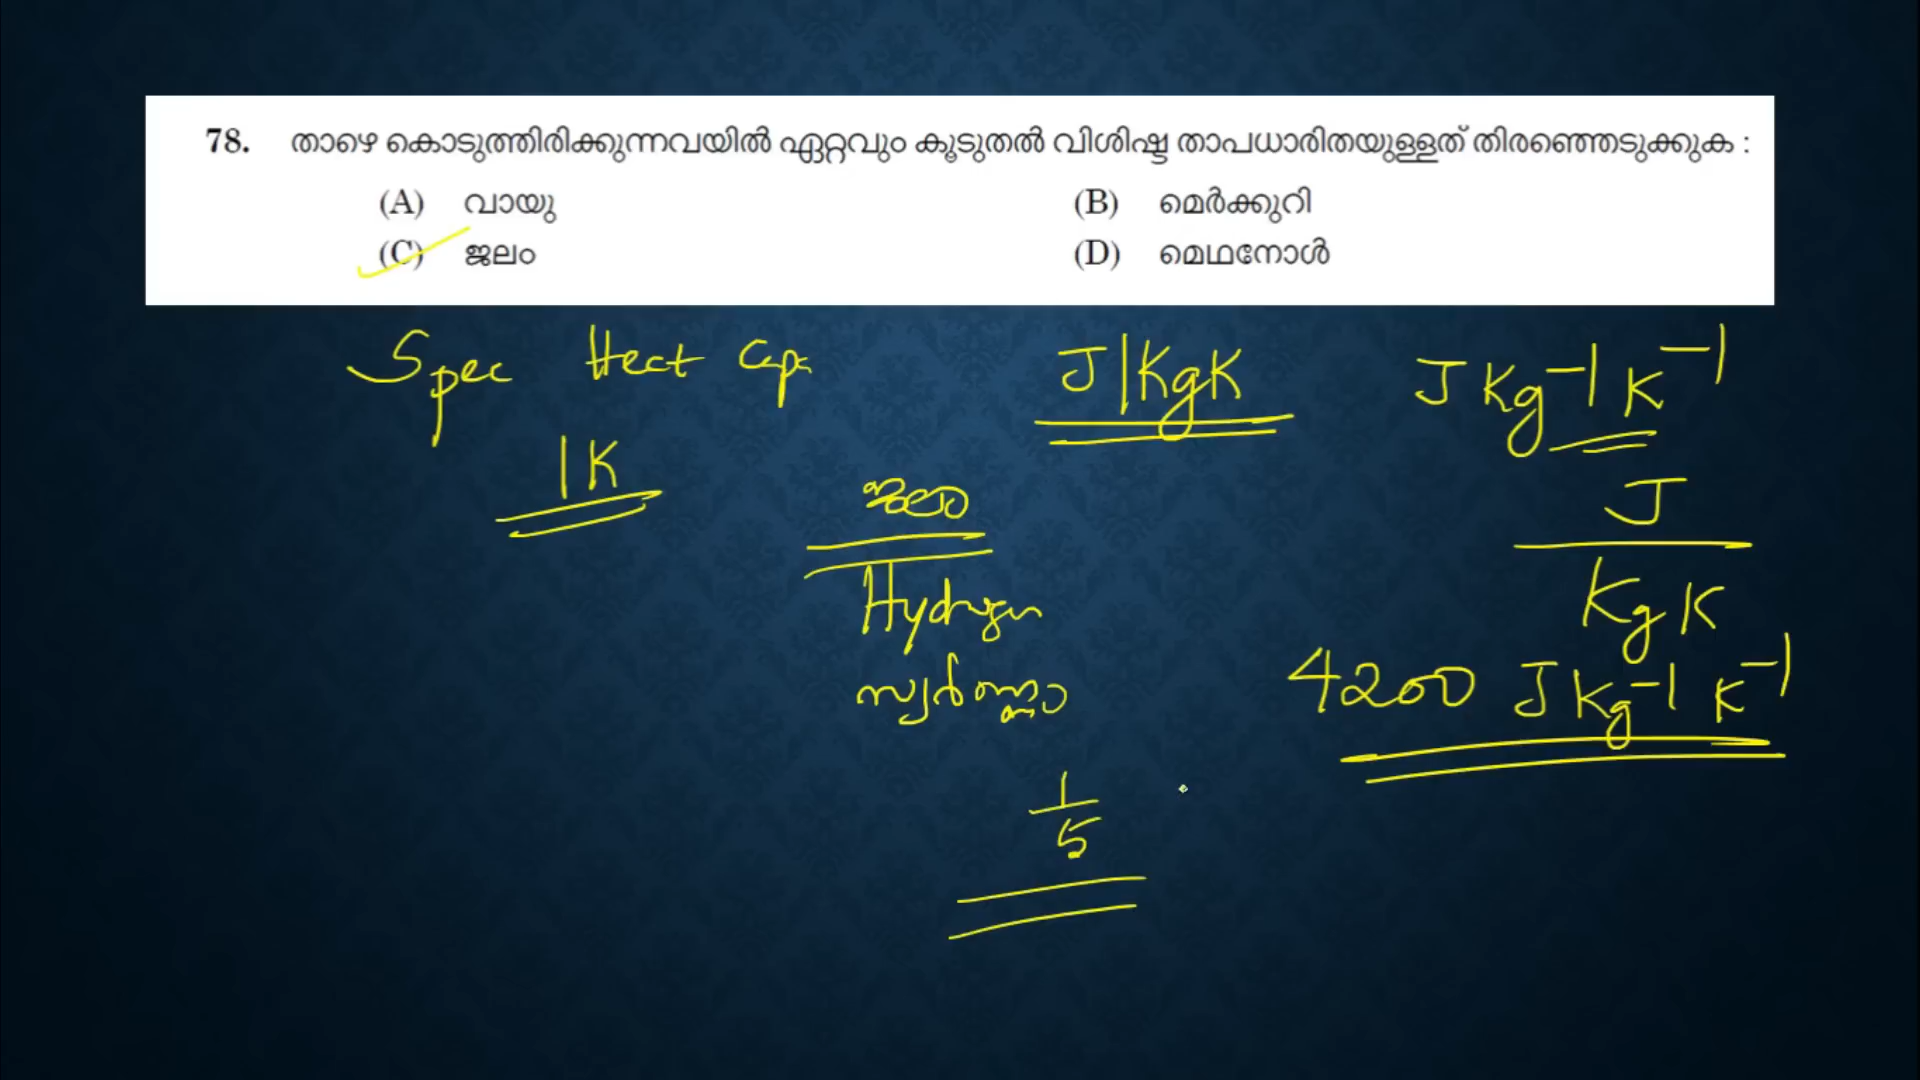 78. താഴെ കൊടുത്തിരിക്കുന്നവയിൽ ഏറ്റവും കൂടുതൽ വിശിഷ്ട താപധാരിതയുള്ളത് തിരഞ്ഞെടുക്കുക :
(A) വായു (B) മെർക്കുറി
(C) ജലം (D) മെഥനോൾ
Spec Heat Cap J/KgK J Kg⁻¹ K⁻¹
1K
ജലം
J
Hydrogen
Kg K
സ്വർണ്ണം 4200 J Kg⁻¹ K⁻¹
1
5